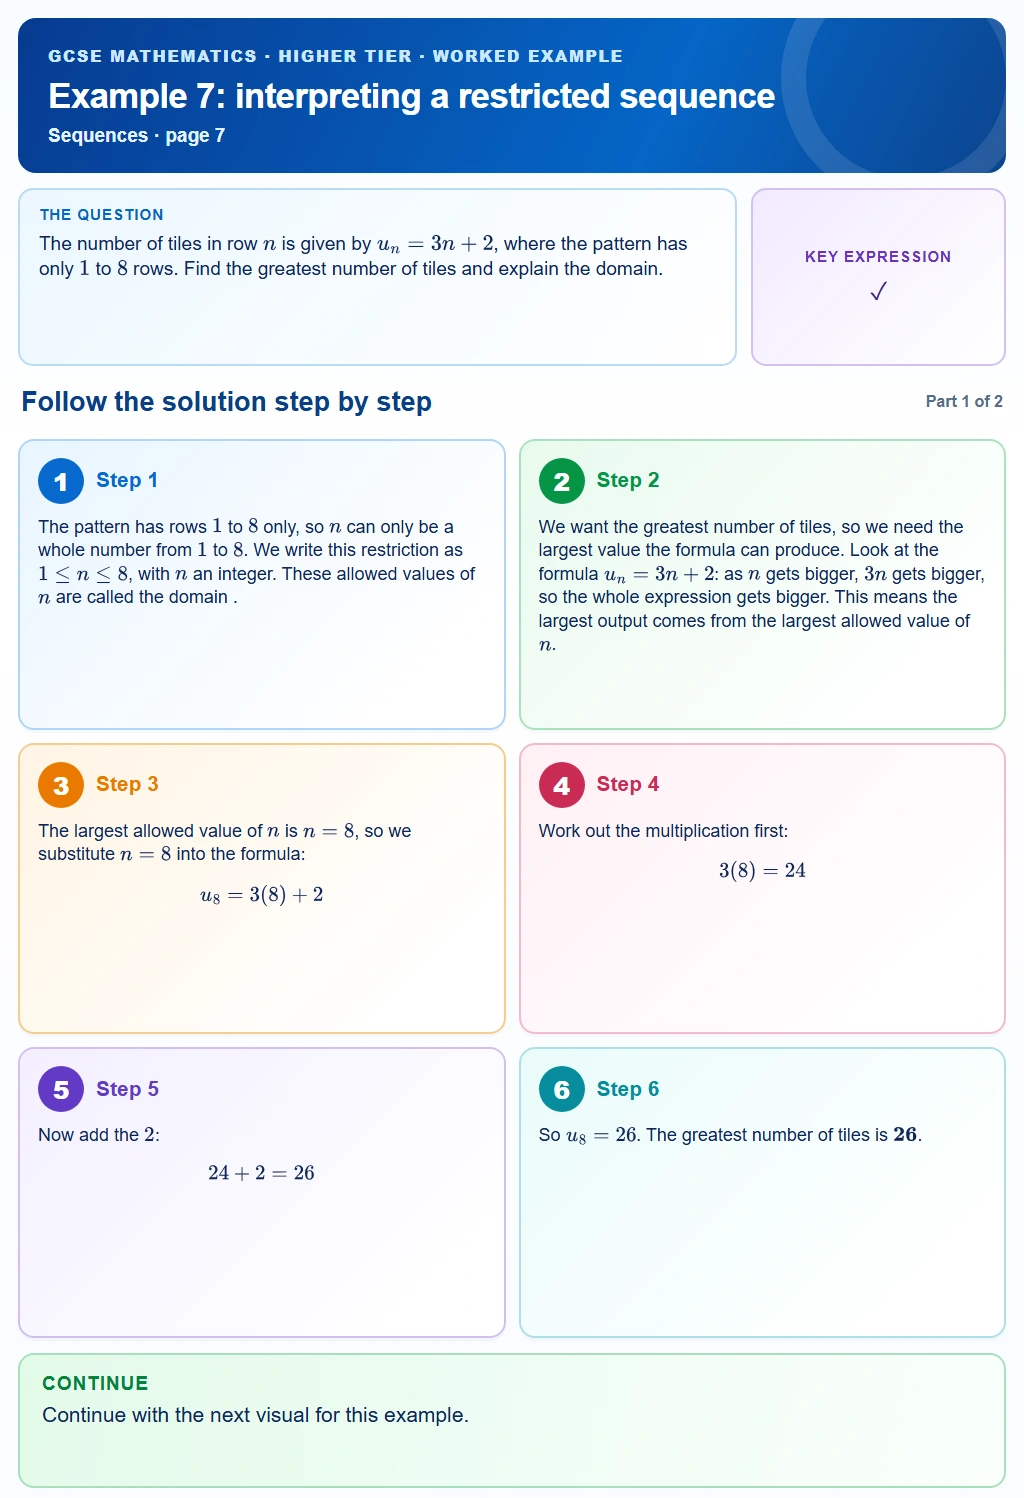 GCSE MATHEMATICS · HIGHER TIER · WORKED EXAMPLE
Example 7: interpreting a restricted sequence
Sequences · page 7
THE QUESTION
The number of tiles in row n is given by uₙ = 3n + 2, where the pattern has
only 1 to 8 rows. Find the greatest number of tiles and explain the domain.
KEY EXPRESSION
✓
Follow the solution step by step
Part 1 of 2
1 Step 1
The pattern has rows 1 to 8 only, so n can only be a
whole number from 1 to 8. We write this restriction as
1 ≤ n ≤ 8, with n an integer. These allowed values of
n are called the domain .
2 Step 2
We want the greatest number of tiles, so we need the
largest value the formula can produce. Look at the
formula uₙ = 3n + 2: as n gets bigger, 3n gets bigger,
so the whole expression gets bigger. This means the
largest output comes from the largest allowed value of
n.
3 Step 3
The largest allowed value of n is n = 8, so we
substitute n = 8 into the formula:
u₈ = 3(8) + 2
4 Step 4
Work out the multiplication first:
3(8) = 24
5 Step 5
Now add the 2:
24 + 2 = 26
6 Step 6
So u₈ = 26. The greatest number of tiles is 26.
CONTINUE
Continue with the next visual for this example.